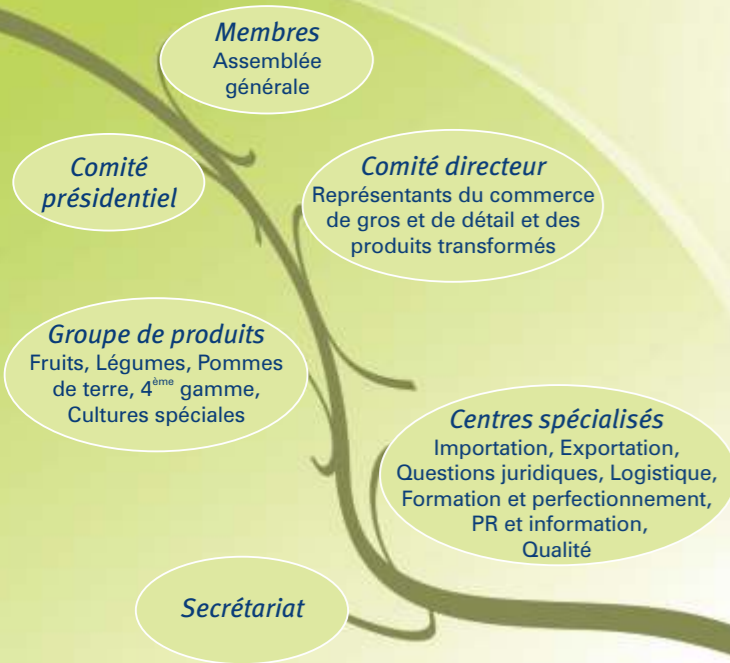 Membres
Assemblée
générale
Comité
présidentiel
Comité directeur
Représentants du commerce
de gros et de détail et des
produits transformés
Groupe de produits
Fruits, Légumes, Pommes
de terre, 4ème gamme,
Cultures spéciales
Centres spécialisés
Importation, Exportation,
Questions juridiques, Logistique,
Formation et perfectionnement,
PR et information,
Qualité
Secrétariat